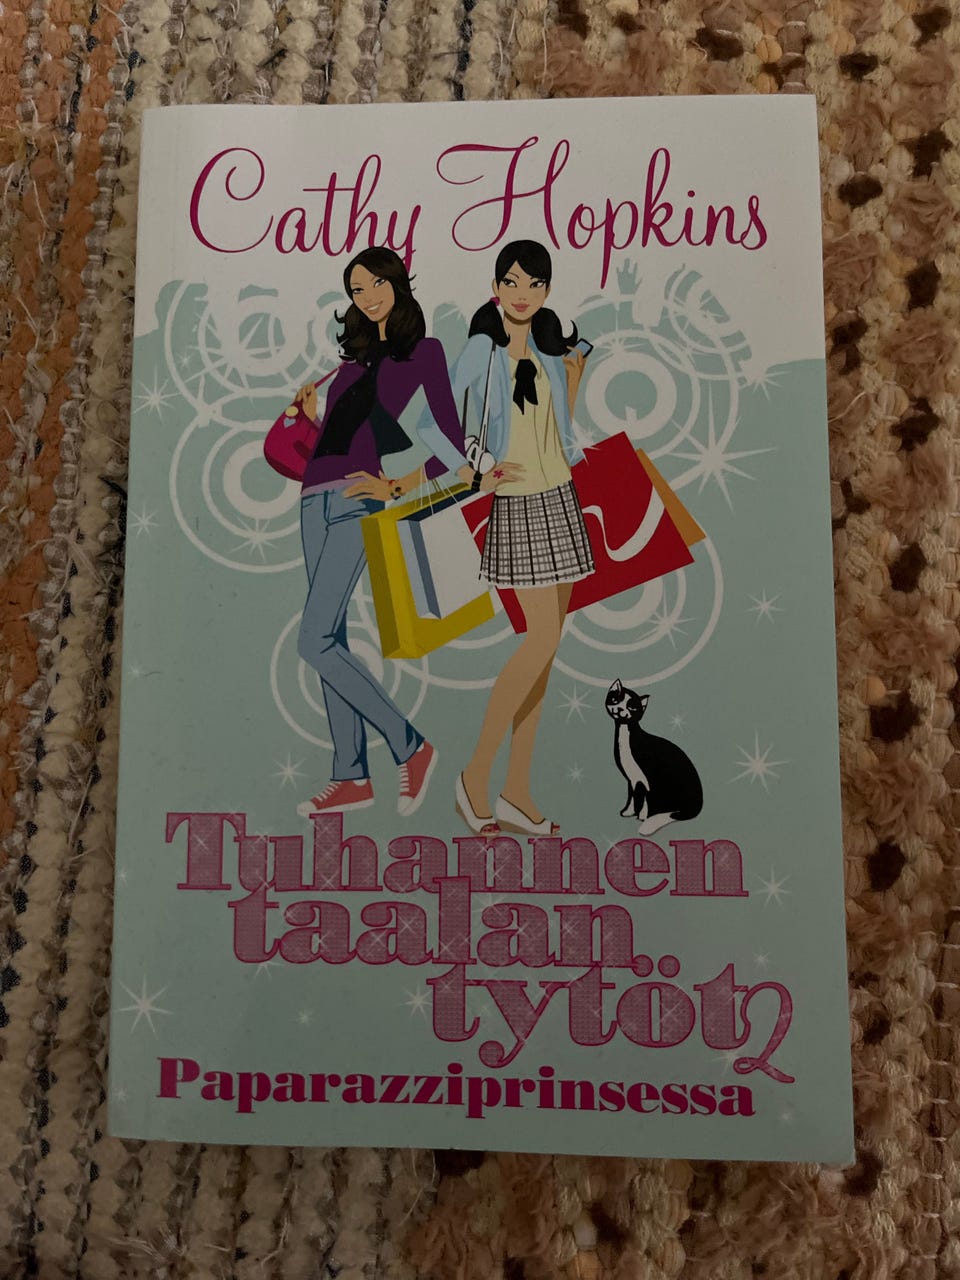 Cathy Hopkins
Tuhannen
taalan
tytöt 2
Paparazziprinsessa